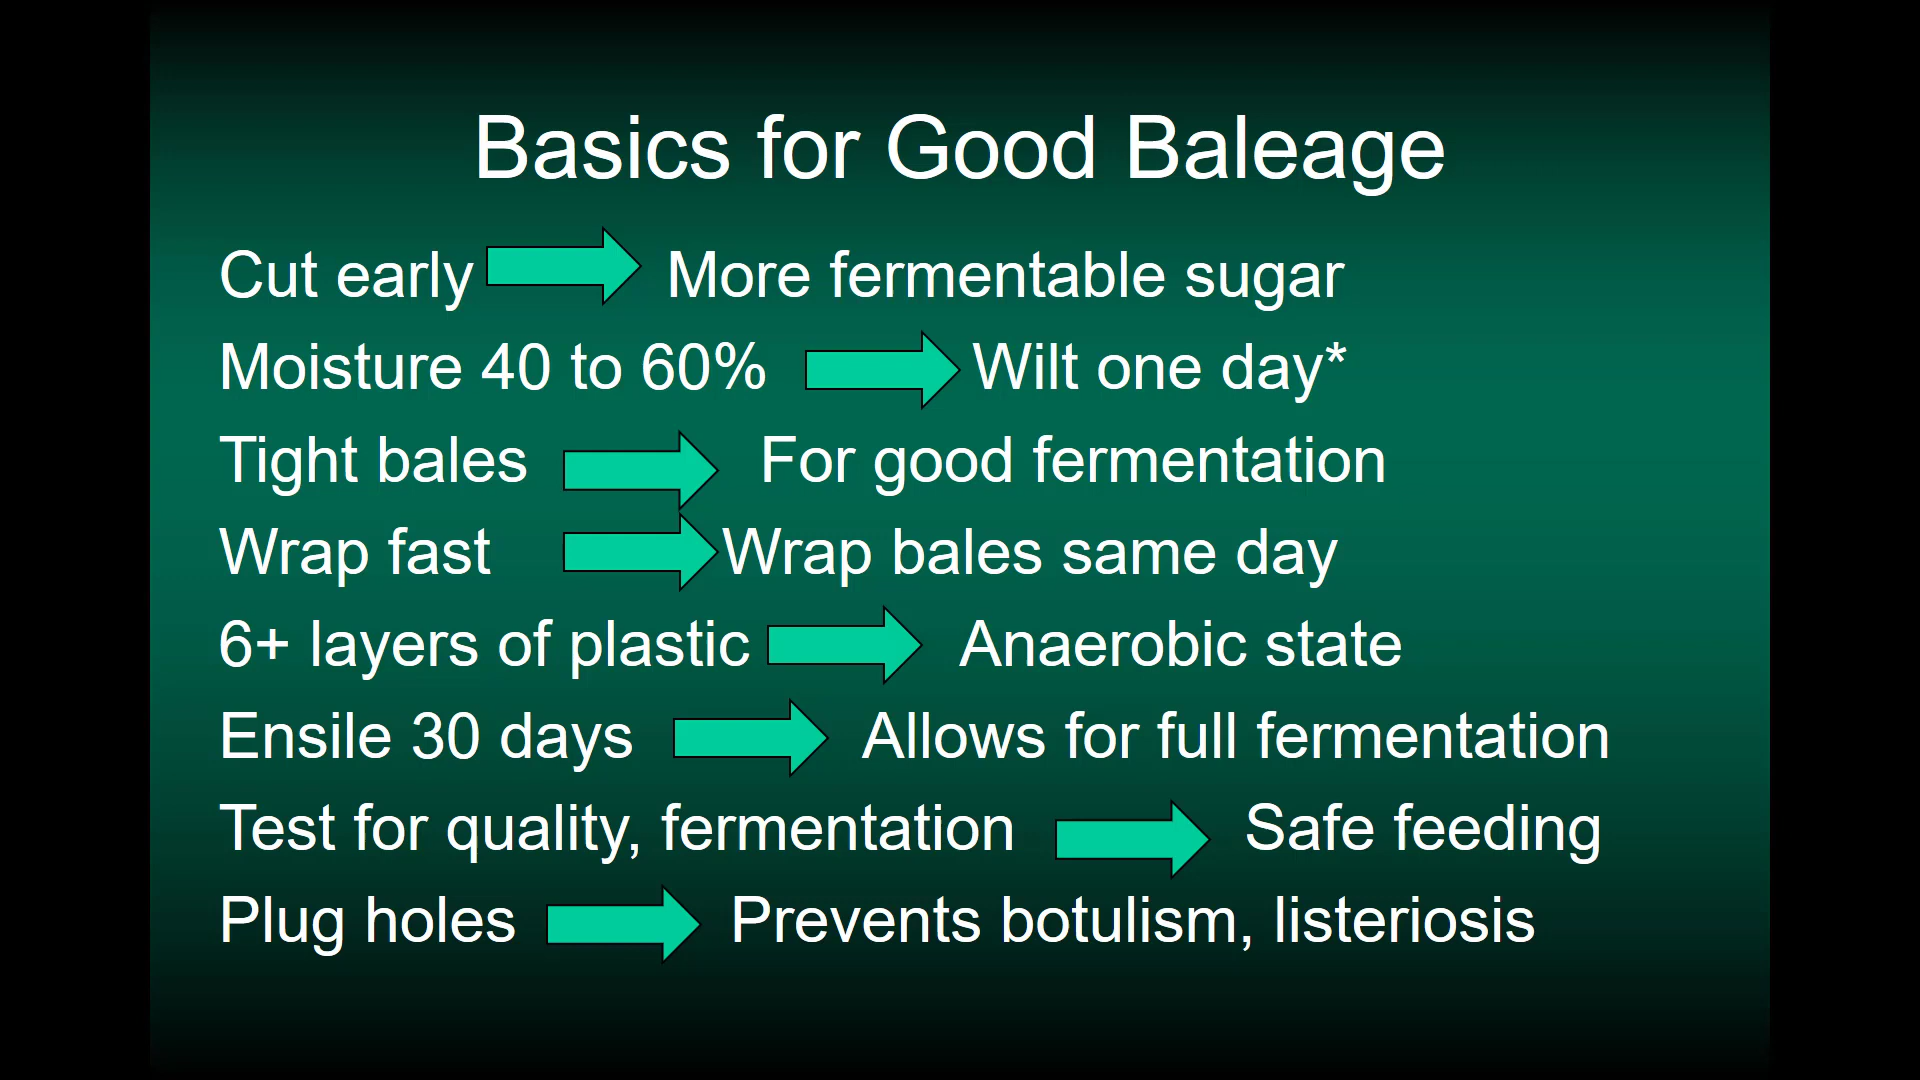 Basics for Good Baleage
Cut early More fermentable sugar
Moisture 40 to 60% Wilt one day*
Tight bales For good fermentation
Wrap fast Wrap bales same day
6+ layers of plastic Anaerobic state
Ensile 30 days Allows for full fermentation
Test for quality, fermentation Safe feeding
Plug holes Prevents botulism, listeriosis